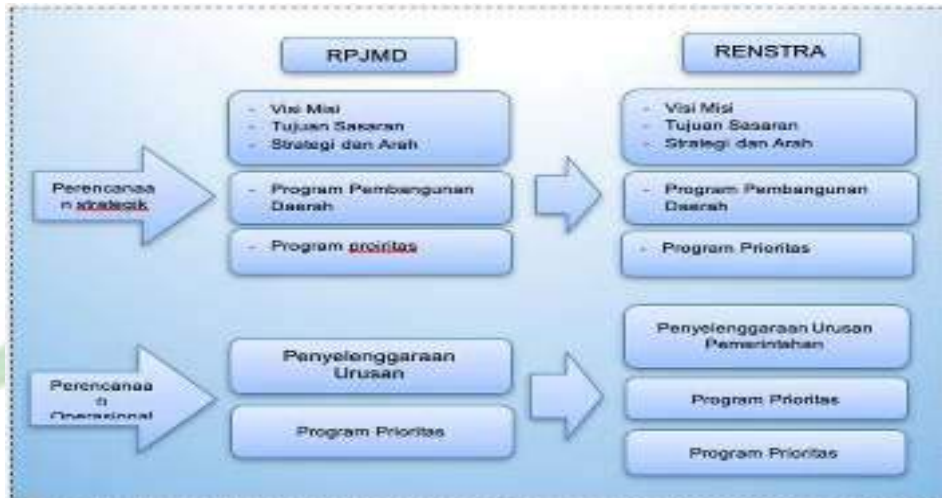 RPJMD
RENSTRA
Perencanaa
n strategik
- Visi Misi
- Tujuan Sasaran
- Strategi dan Arah
- Program Pembangunan
Daerah
- Program proiritas
- Visi Misi
- Tujuan Sasaran
- Strategi dan Arah
- Program Pembangunan
Daerah
- Program Prioritas
Perencanaa
n
Operasional
Penyelenggaraan
Urusan
Program Prioritas
Penyelenggaraan Urusan
Pemerintahan
Program Prioritas
Program Prioritas